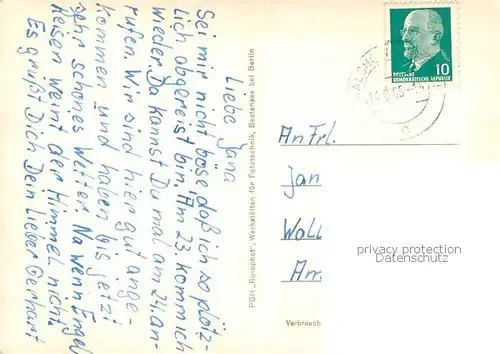 Liebe Jana
Sei mir nicht böse daß ich so plötz-
lich abgereist bin. Am 23. komm ich
wieder. Da kannst Du mal am 24. an-
rufen. Wir sind hier gut ange-
kommen und haben bis jetzt
sehr schönes Wetter. Na wenn Engel
Reisen weint der Himmel nicht.
Es grüßt Dich Dein lieber Gerhart
PGH „Rovophot", Werkstätten für Fototechnik, Bestensee bei Berlin
10
DEUTSCHE
DEMOKRATISCHE REPUBLIK
An Frl.
Jan
Wall
Am
privacy protection
Datenschutz
Verbrauch